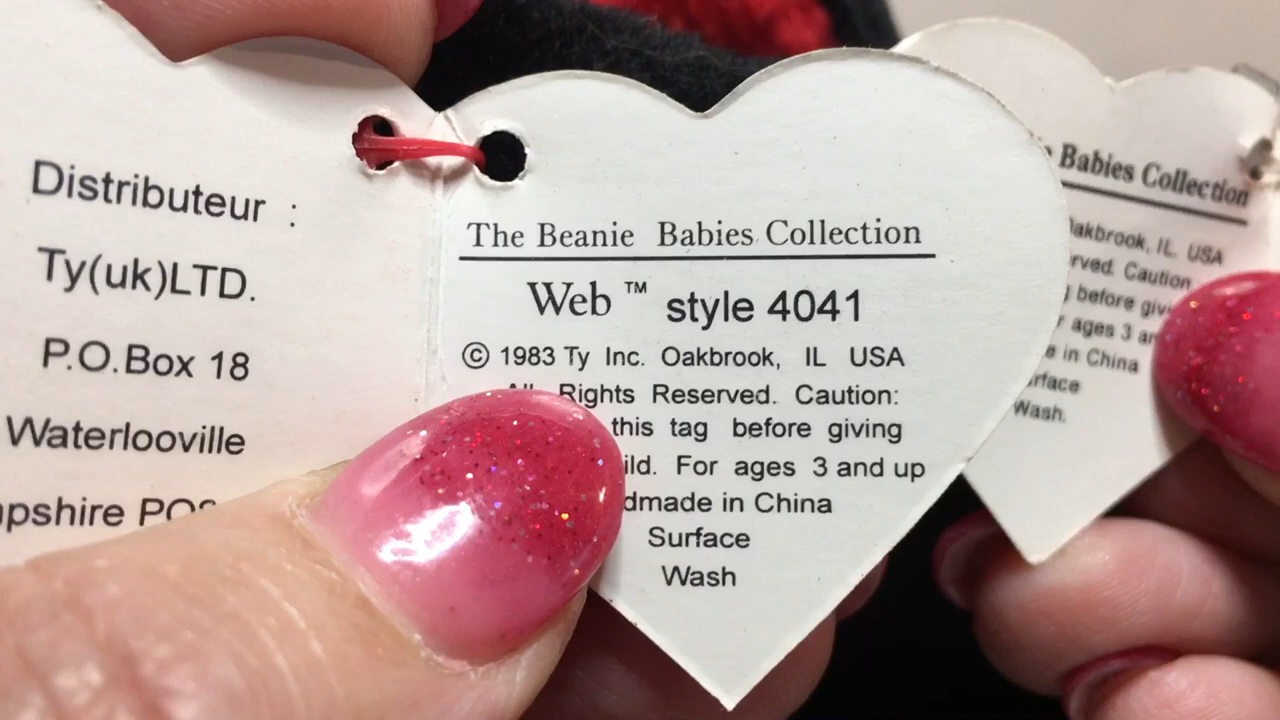 Distributeur :
Ty(uk)LTD.
P.O.Box 18
Waterlooville
The Beanie Babies Collection
Web ™ style 4041
© 1983 Ty Inc. Oakbrook, IL USA
Rights Reserved. Caution:
this tag before giving
For ages 3 and up
in China
Surface
Wash
Babies Collection
IL. USA
Caution
before
ages 3
in China
Wash.